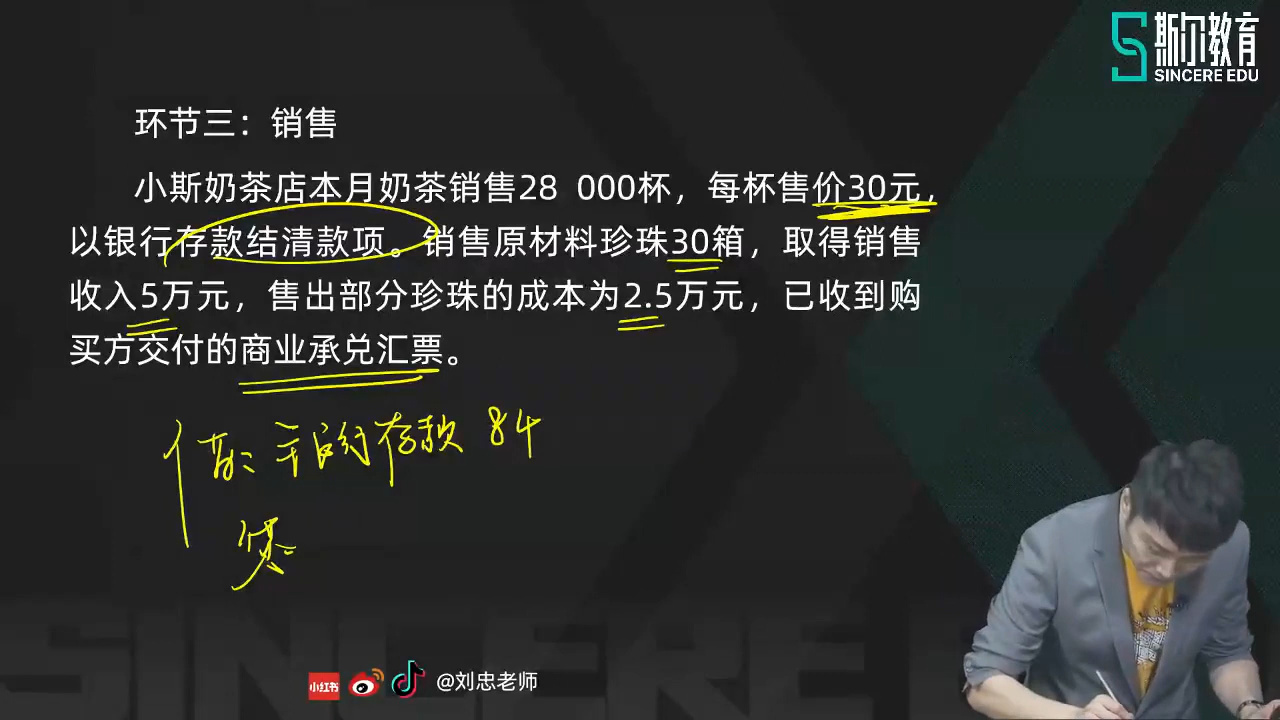 斯尔教育
SINCERE EDU
环节三：销售
小斯奶茶店本月奶茶销售28 000杯，每杯售价30元，
以银行存款结清款项。销售原材料珍珠30箱，取得销售
收入5万元，售出部分珍珠的成本为2.5万元，已收到购
买方交付的商业承兑汇票。
借：银行存款 84
贷：
SINCERE EDU
小红书
@刘忠老师